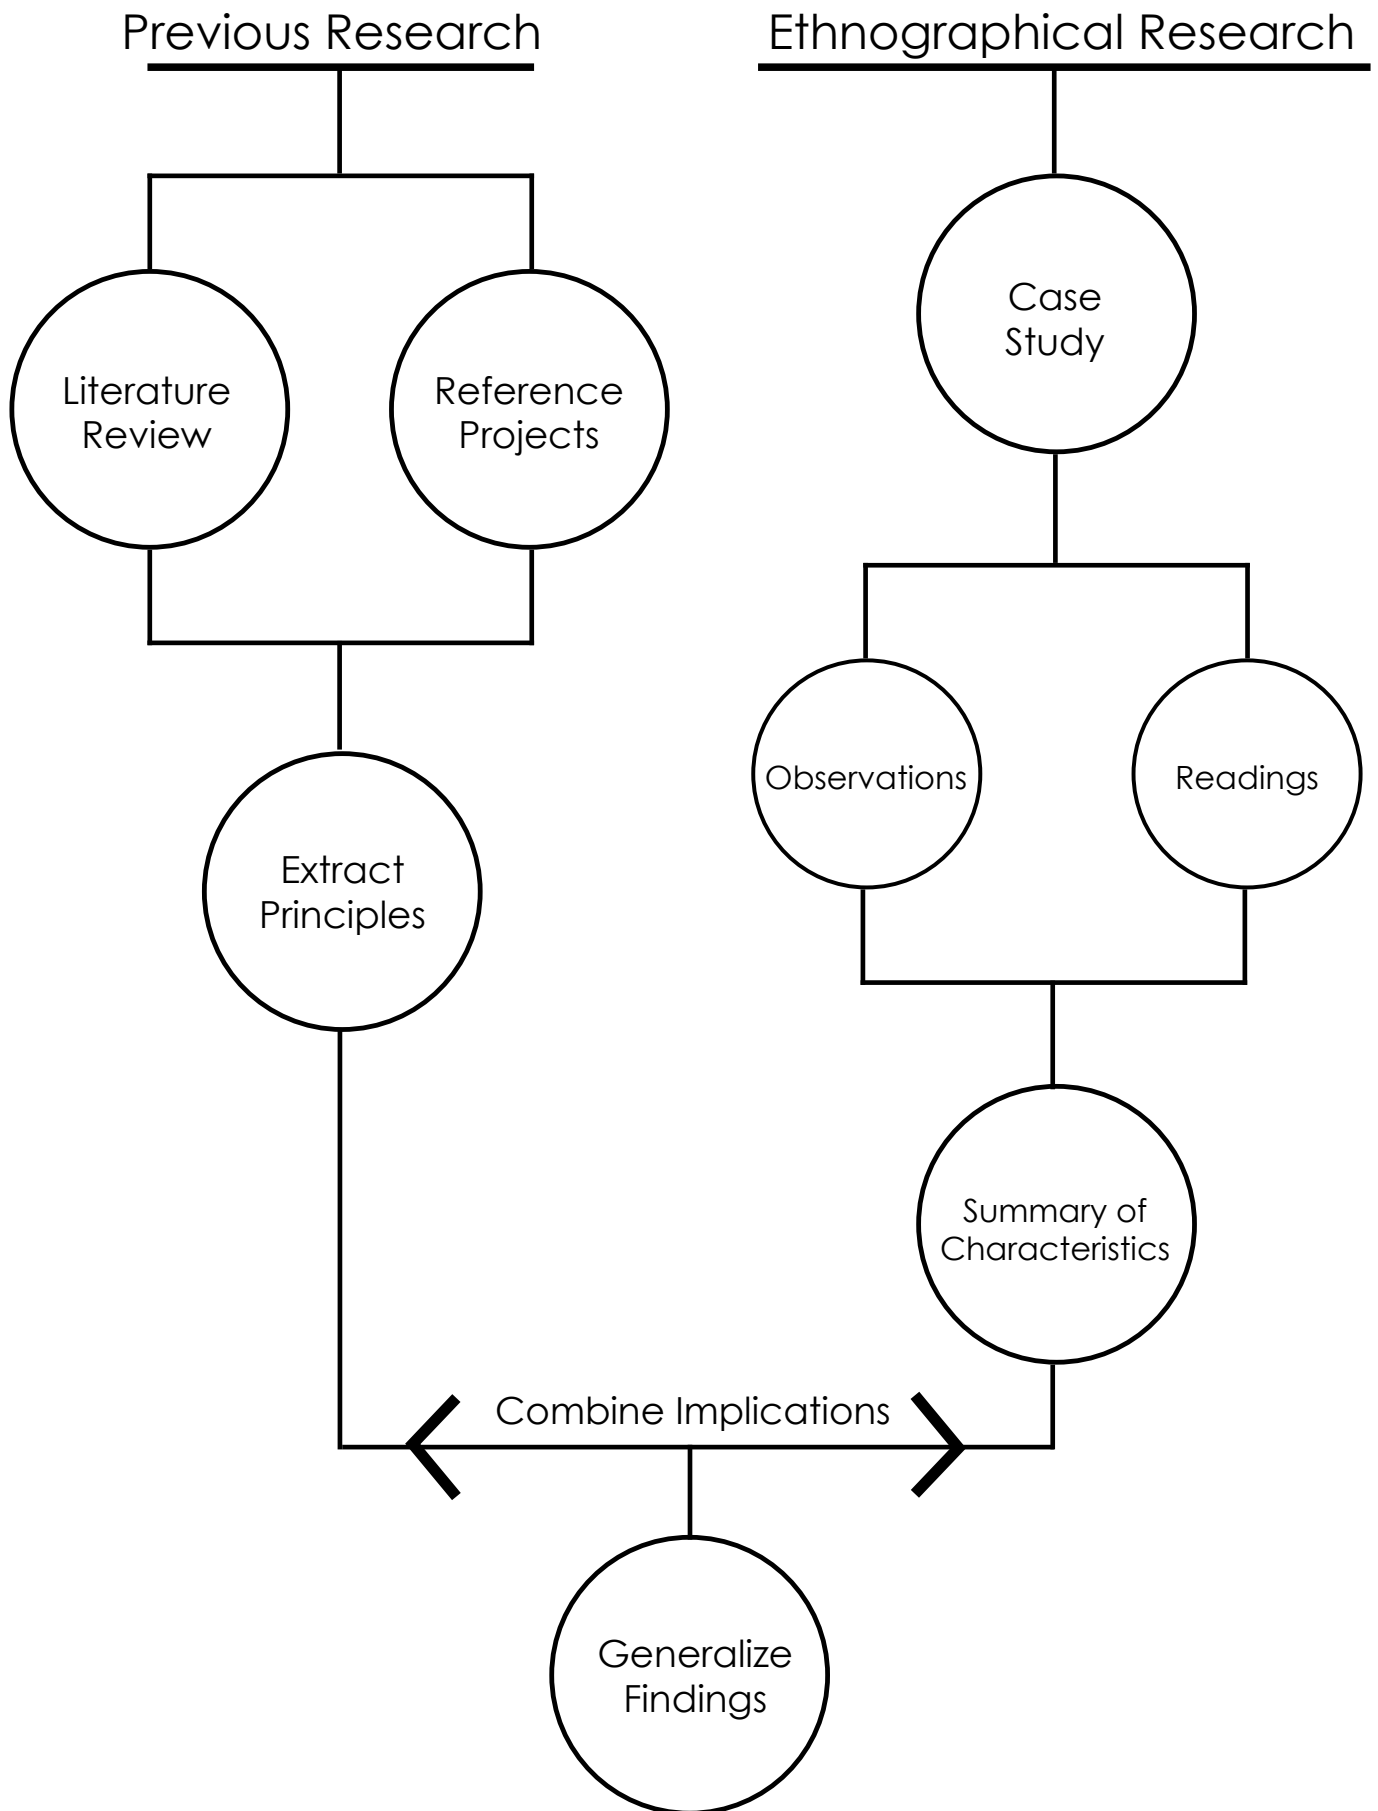 Previous Research
Ethnographical Research
Literature
Review
Reference
Projects
Case
Study
Extract
Principles
Observations
Readings
Summary of
Characteristics
Combine Implications
Generalize
Findings